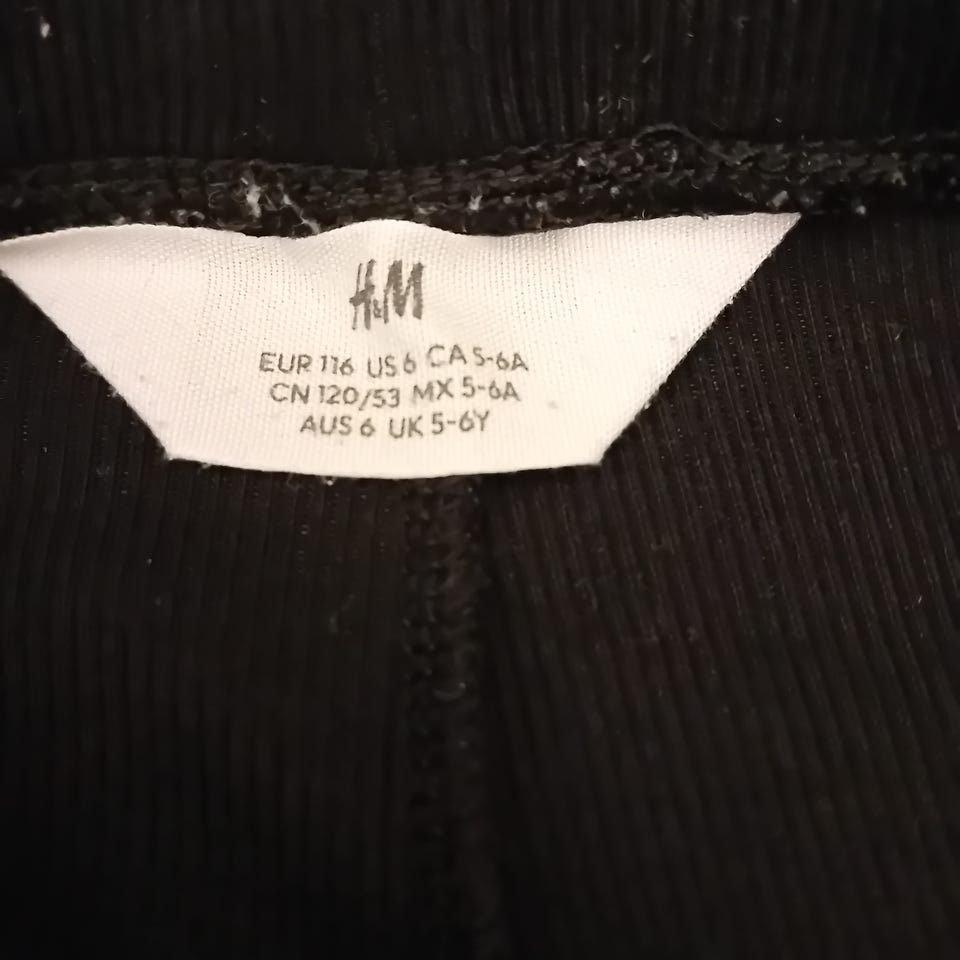 H&M
EUR 116 US 6 CA 5-6A
CN 120/53 MX 5-6A
AUS 6 UK 5-6Y